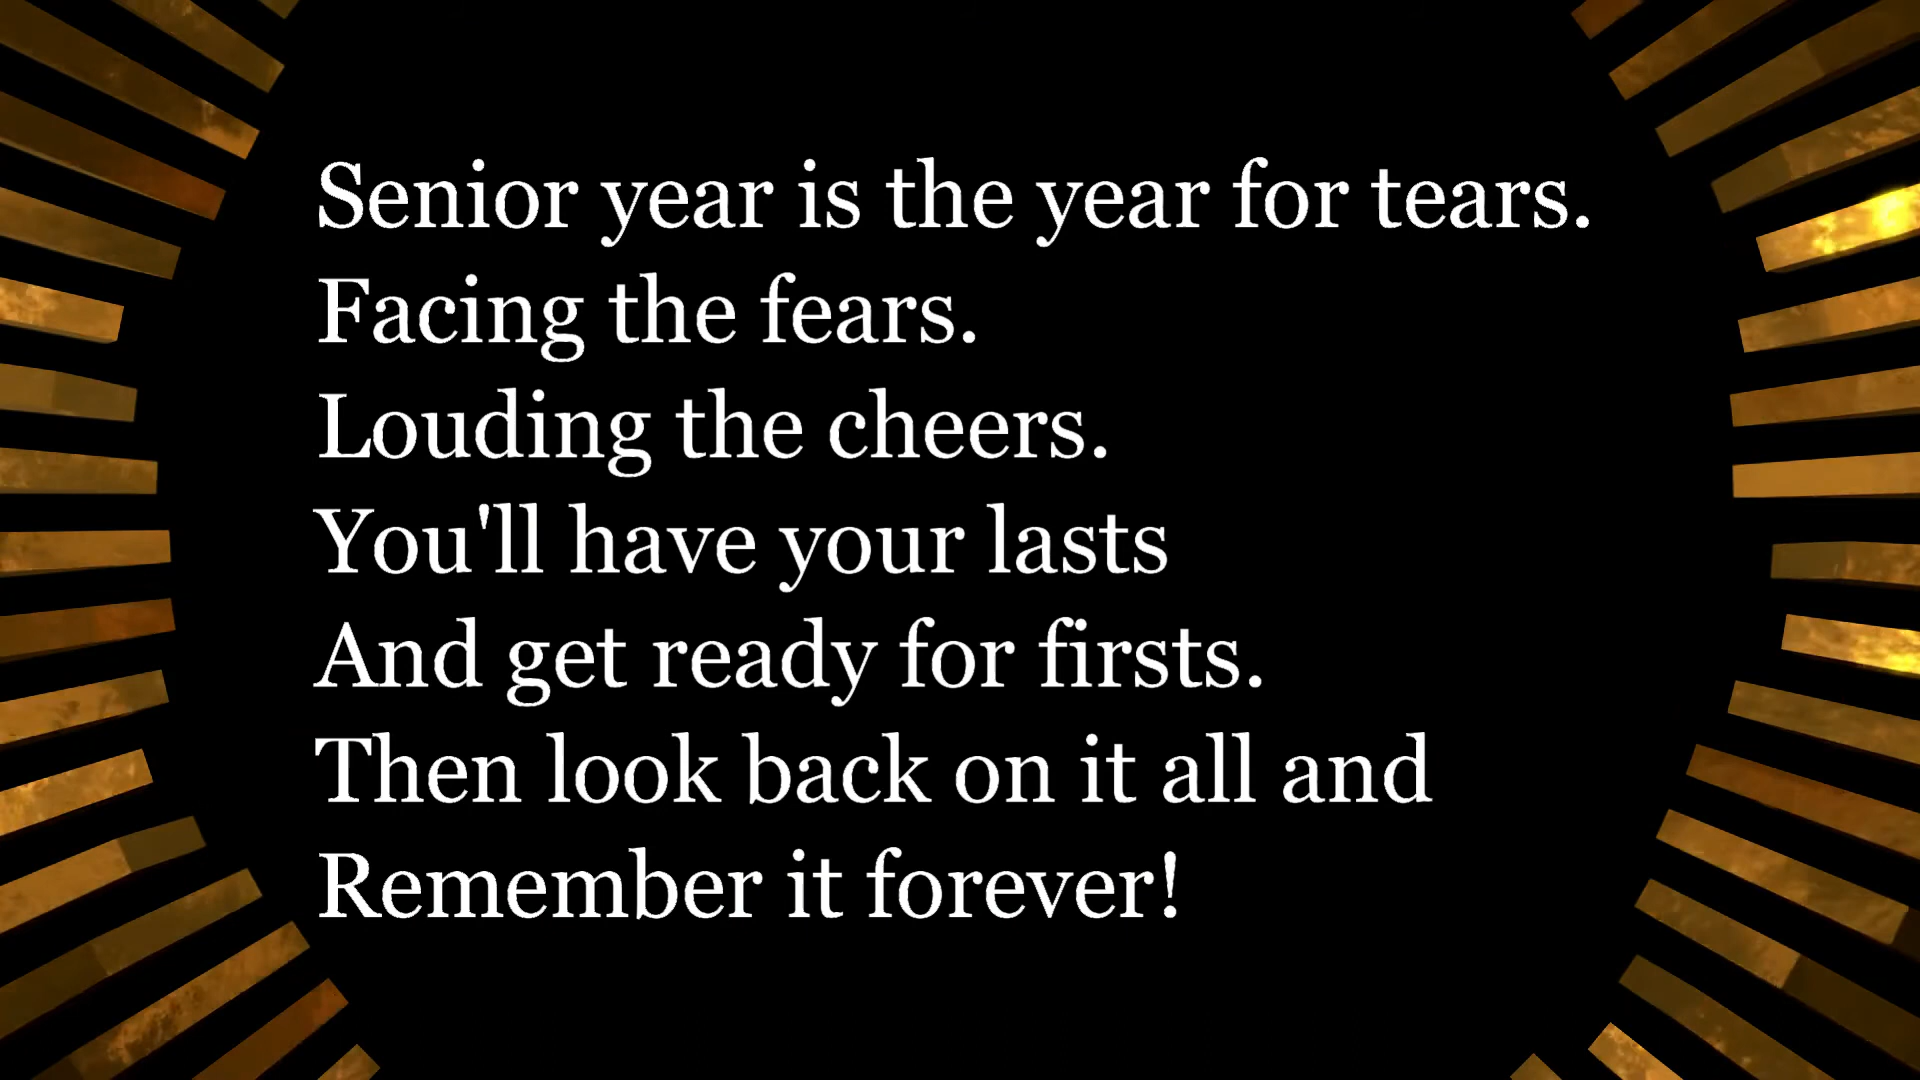 Senior year is the year for tears.
Facing the fears.
Louding the cheers.
You'll have your lasts
And get ready for firsts.
Then look back on it all and
Remember it forever!